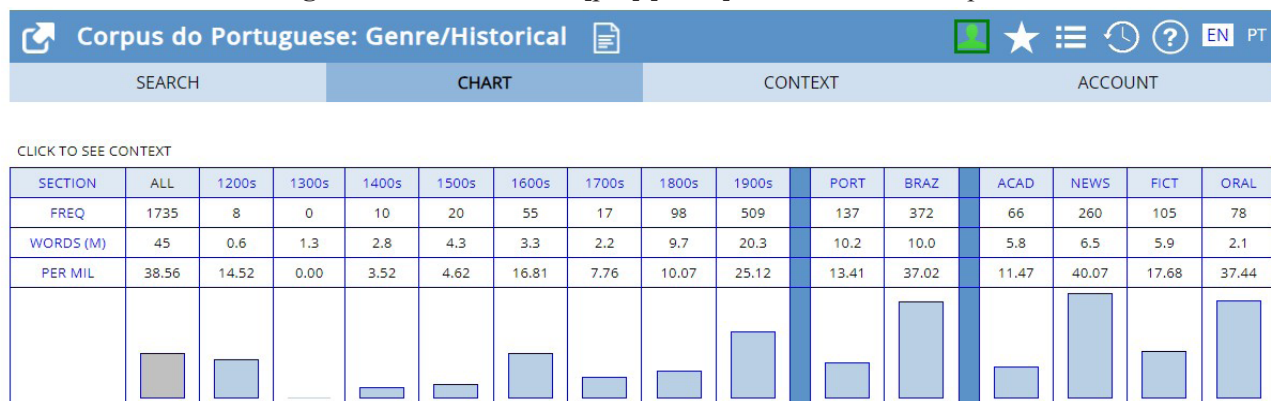 Corpus do Portuguese: Genre/Historical EN PT
SEARCH CHART CONTEXT ACCOUNT
CLICK TO SEE CONTEXT
SECTION ALL 1200s 1300s 1400s 1500s 1600s 1700s 1800s 1900s PORT BRAZ ACAD NEWS FICT ORAL
FREQ 1735 8 0 10 20 55 17 98 509 137 372 66 260 105 78
WORDS (M) 45 0.6 1.3 2.8 4.3 3.3 2.2 9.7 20.3 10.2 10.0 5.8 6.5 5.9 2.1
PER MIL 38.56 14.52 0.00 3.52 4.62 16.81 7.76 10.07 25.12 13.41 37.02 11.47 40.07 17.68 37.44